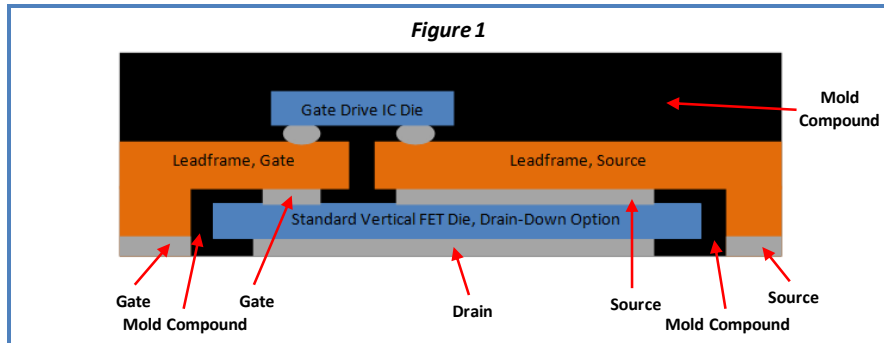 Figure 1
Gate Drive IC Die
Mold
Compound
Leadframe, Gate
Leadframe, Source
Standard Vertical FET Die, Drain-Down Option
Gate
Mold Compound
Gate
Drain
Source
Mold Compound
Source